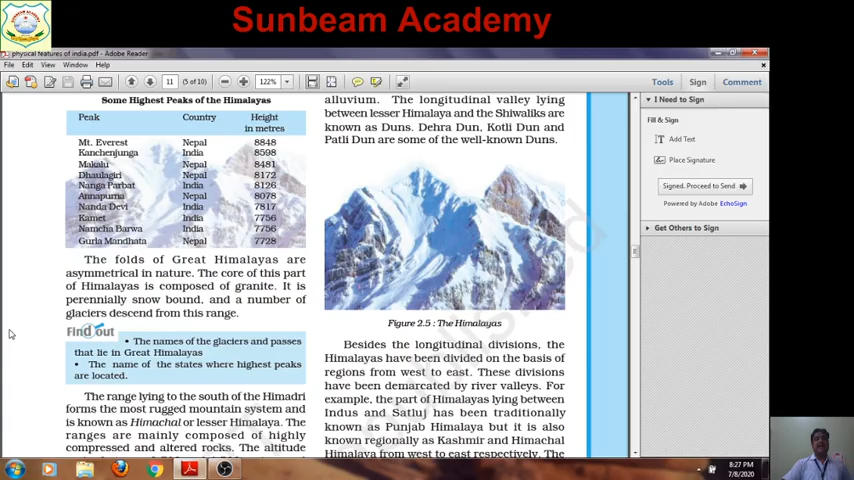 Sunbeam Academy
physical features of india.pdf - Adobe Reader
File Edit View Window Help
11 (5 of 10) 122%
Tools Sign Comment
I Need to Sign
Fill & Sign
Add Text
Place Signature
Signed. Proceed to Send
Powered by Adobe EchoSign
Get Others to Sign
Some Highest Peaks of the Himalayas
Peak Country Height
in metres
Mt. Everest Nepal 8848
Kanchenjunga India 8598
Makalu Nepal 8481
Dhaulagiri Nepal 8172
Nanga Parbat India 8126
Annapurna Nepal 8078
Nanda Devi India 7817
Kamet India 7756
Namcha Barwa India 7756
Gurla Mandhata Nepal 7728
The folds of Great Himalayas are
asymmetrical in nature. The core of this part
of Himalayas is composed of granite. It is
perennially snow bound, and a number of
glaciers descend from this range.
Find out
• The names of the glaciers and passes
that lie in Great Himalayas
• The name of the states where highest peaks
are located.
The range lying to the south of the Himadri
forms the most rugged mountain system and
is known as Himachal or lesser Himalaya. The
ranges are mainly composed of highly
compressed and altered rocks. The altitude
alluvium. The longitudinal valley lying
between lesser Himalaya and the Shiwaliks are
known as Duns. Dehra Dun, Kotli Dun and
Patli Dun are some of the well-known Duns.
Figure 2.5 : The Himalayas
Besides the longitudinal divisions, the
Himalayas have been divided on the basis of
regions from west to east. These divisions
have been demarcated by river valleys. For
example, the part of Himalayas lying between
Indus and Satluj has been traditionally
known as Punjab Himalaya but it is also
known regionally as Kashmir and Himachal
Himalaya from west to east respectively. The
8:27 PM
7/8/2020